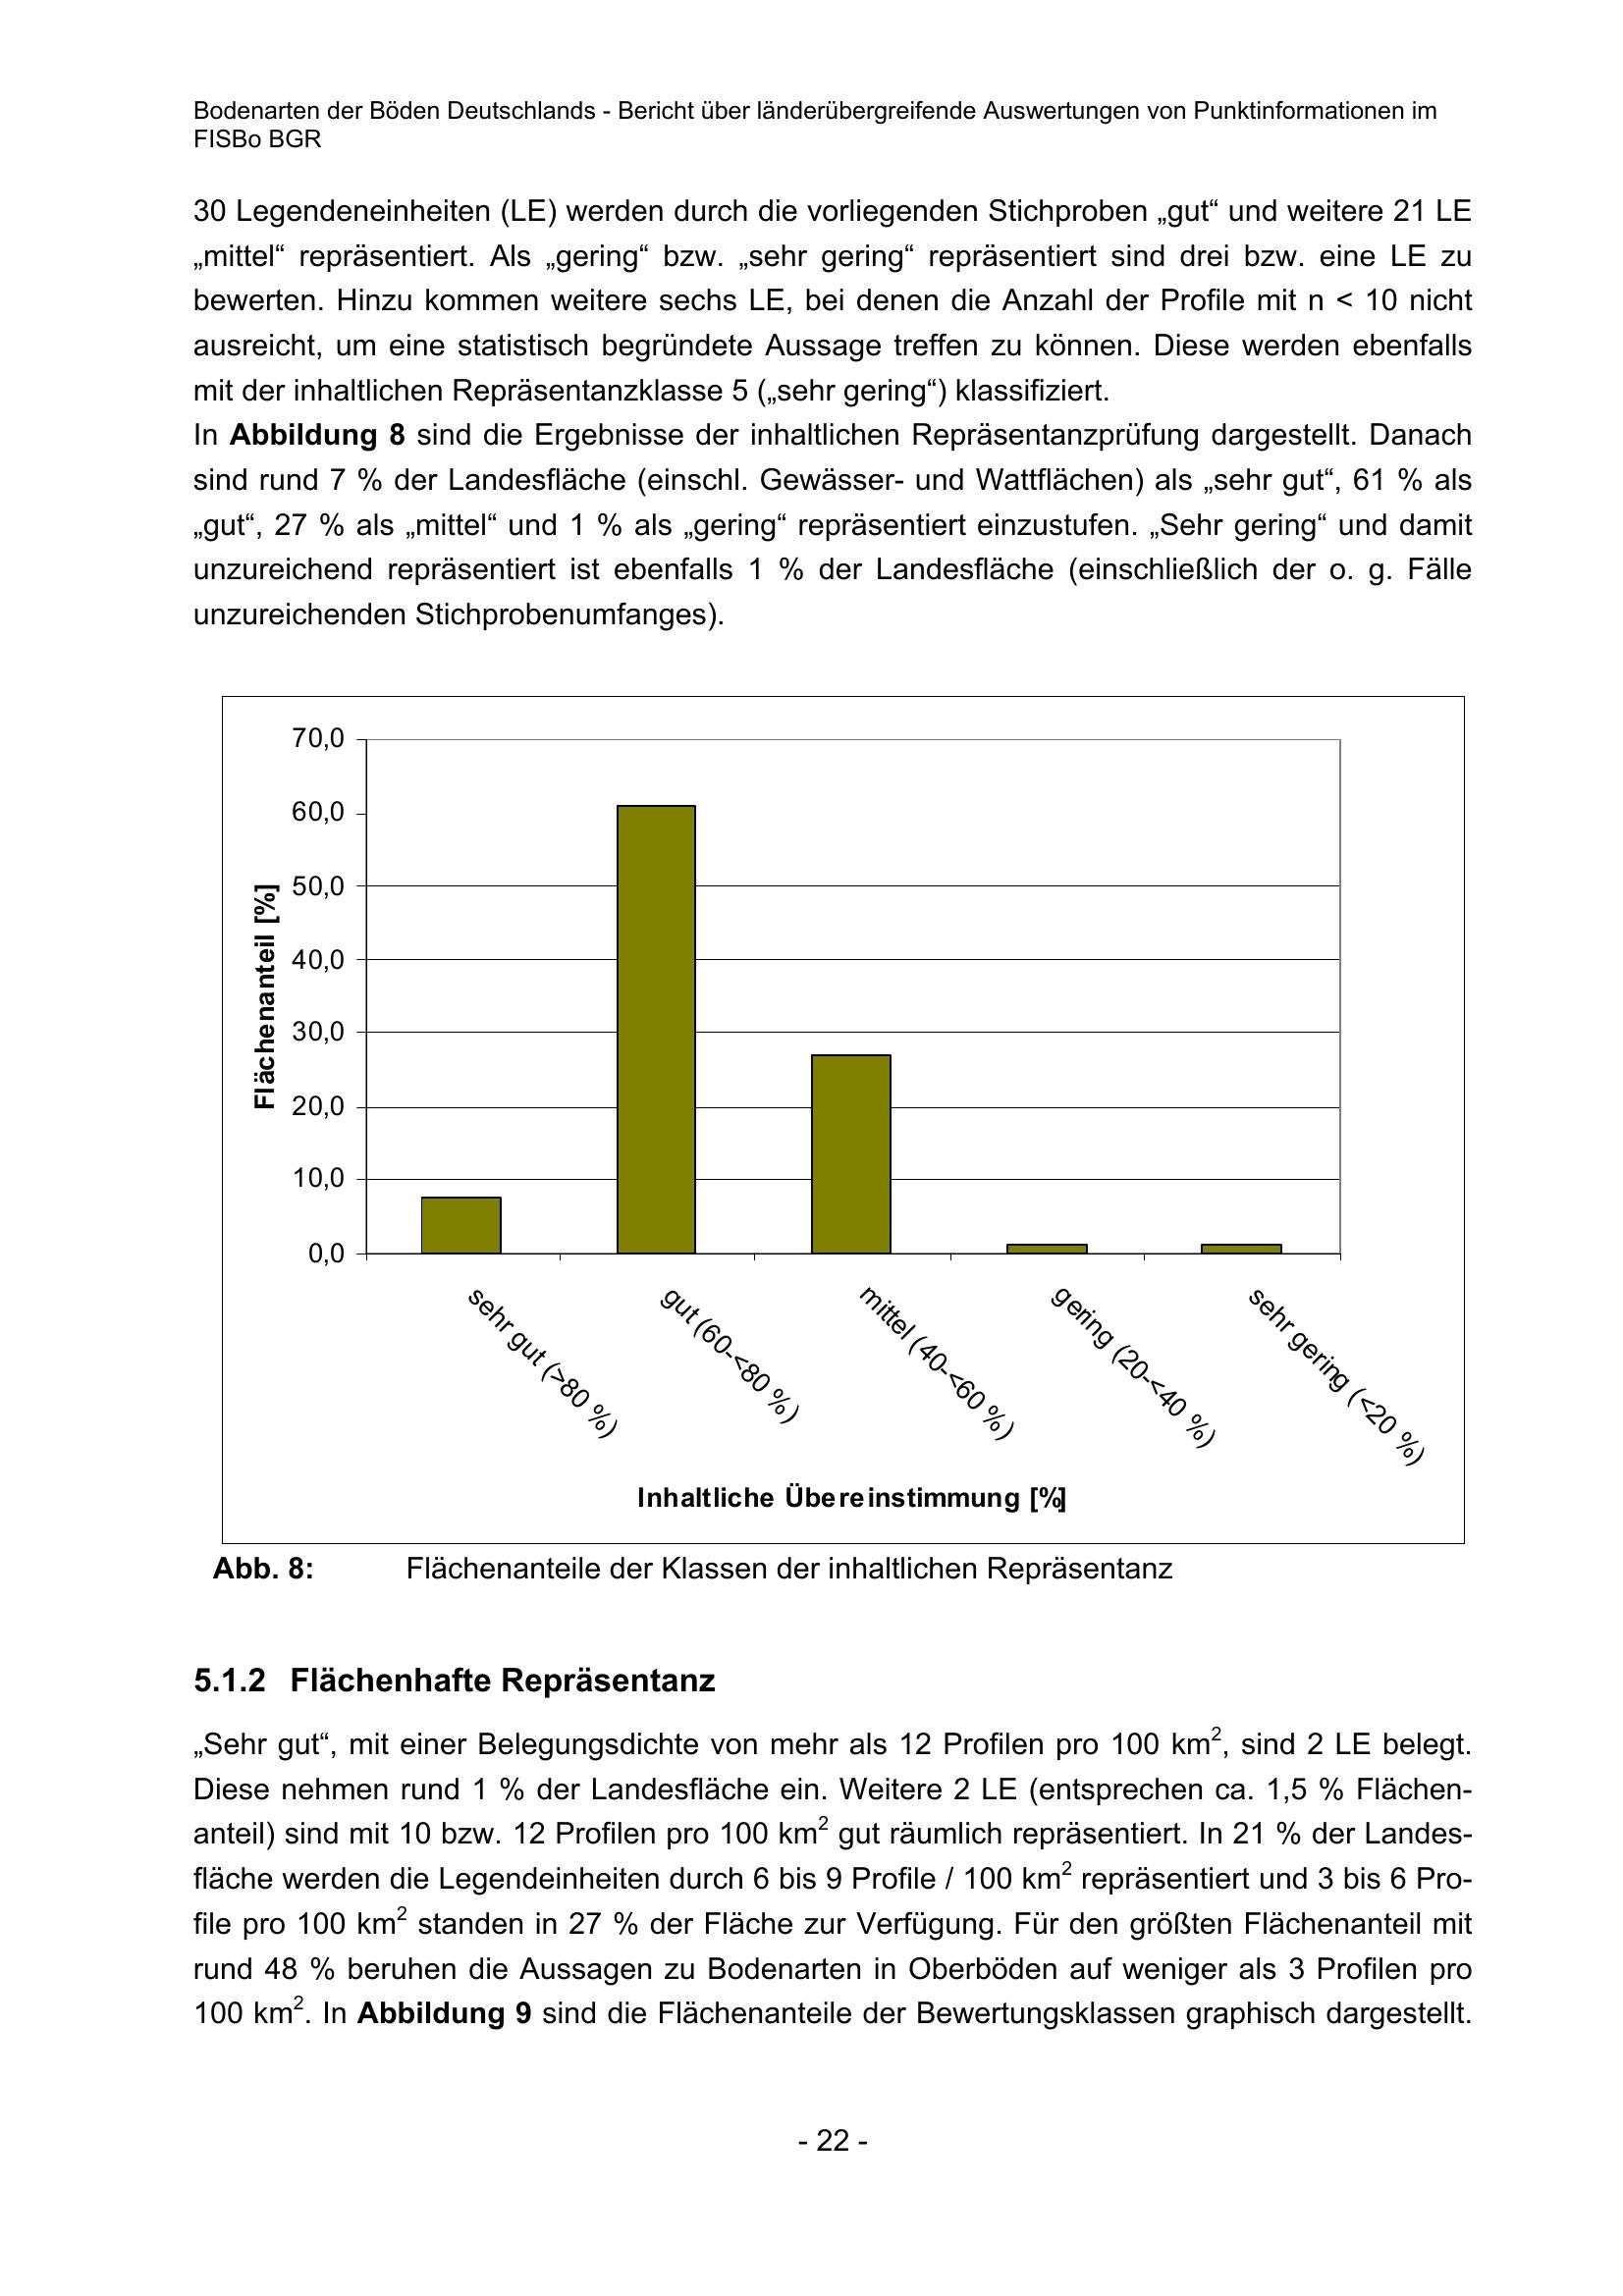 Bodenarten der Böden Deutschlands - Bericht über länderübergreifende Auswertungen von Punktinformationen im
FISBo BGR
30 Legendeneinheiten (LE) werden durch die vorliegenden Stichproben „gut“ und weitere 21 LE
„mittel“ repräsentiert. Als „gering“ bzw. „sehr gering“ repräsentiert sind drei bzw. eine LE zu
bewerten. Hinzu kommen weitere sechs LE, bei denen die Anzahl der Profile mit n < 10 nicht
ausreicht, um eine statistisch begründete Aussage treffen zu können. Diese werden ebenfalls
mit der inhaltlichen Repräsentanzklasse 5 („sehr gering“) klassifiziert.
In Abbildung 8 sind die Ergebnisse der inhaltlichen Repräsentanzprüfung dargestellt. Danach
sind rund 7 % der Landesfläche (einschl. Gewässer- und Wattflächen) als „sehr gut“, 61 % als
„gut“, 27 % als „mittel“ und 1 % als „gering“ repräsentiert einzustufen. „Sehr gering“ und damit
unzureichend repräsentiert ist ebenfalls 1 % der Landesfläche (einschließlich der o. g. Fälle
unzureichenden Stichprobenumfanges).
70,0
60,0
50,0
40,0
30,0
20,0
10,0
0,0
Flächenanteil [%]
sehr gut (>80 %)
gut (60-<80 %)
mittel (40-<60 %)
gering (20-<40 %)
sehr gering (<20 %)
Inhaltliche Übereinstimmung [%]
Abb. 8: Flächenanteile der Klassen der inhaltlichen Repräsentanz
5.1.2 Flächenhafte Repräsentanz
„Sehr gut“, mit einer Belegungsdichte von mehr als 12 Profilen pro 100 km², sind 2 LE belegt.
Diese nehmen rund 1 % der Landesfläche ein. Weitere 2 LE (entsprechen ca. 1,5 % Flächen-
anteil) sind mit 10 bzw. 12 Profilen pro 100 km² gut räumlich repräsentiert. In 21 % der Landes-
fläche werden die Legendeinheiten durch 6 bis 9 Profile / 100 km² repräsentiert und 3 bis 6 Pro-
file pro 100 km² standen in 27 % der Fläche zur Verfügung. Für den größten Flächenanteil mit
rund 48 % beruhen die Aussagen zu Bodenarten in Oberböden auf weniger als 3 Profilen pro
100 km². In Abbildung 9 sind die Flächenanteile der Bewertungsklassen graphisch dargestellt.
- 22 -